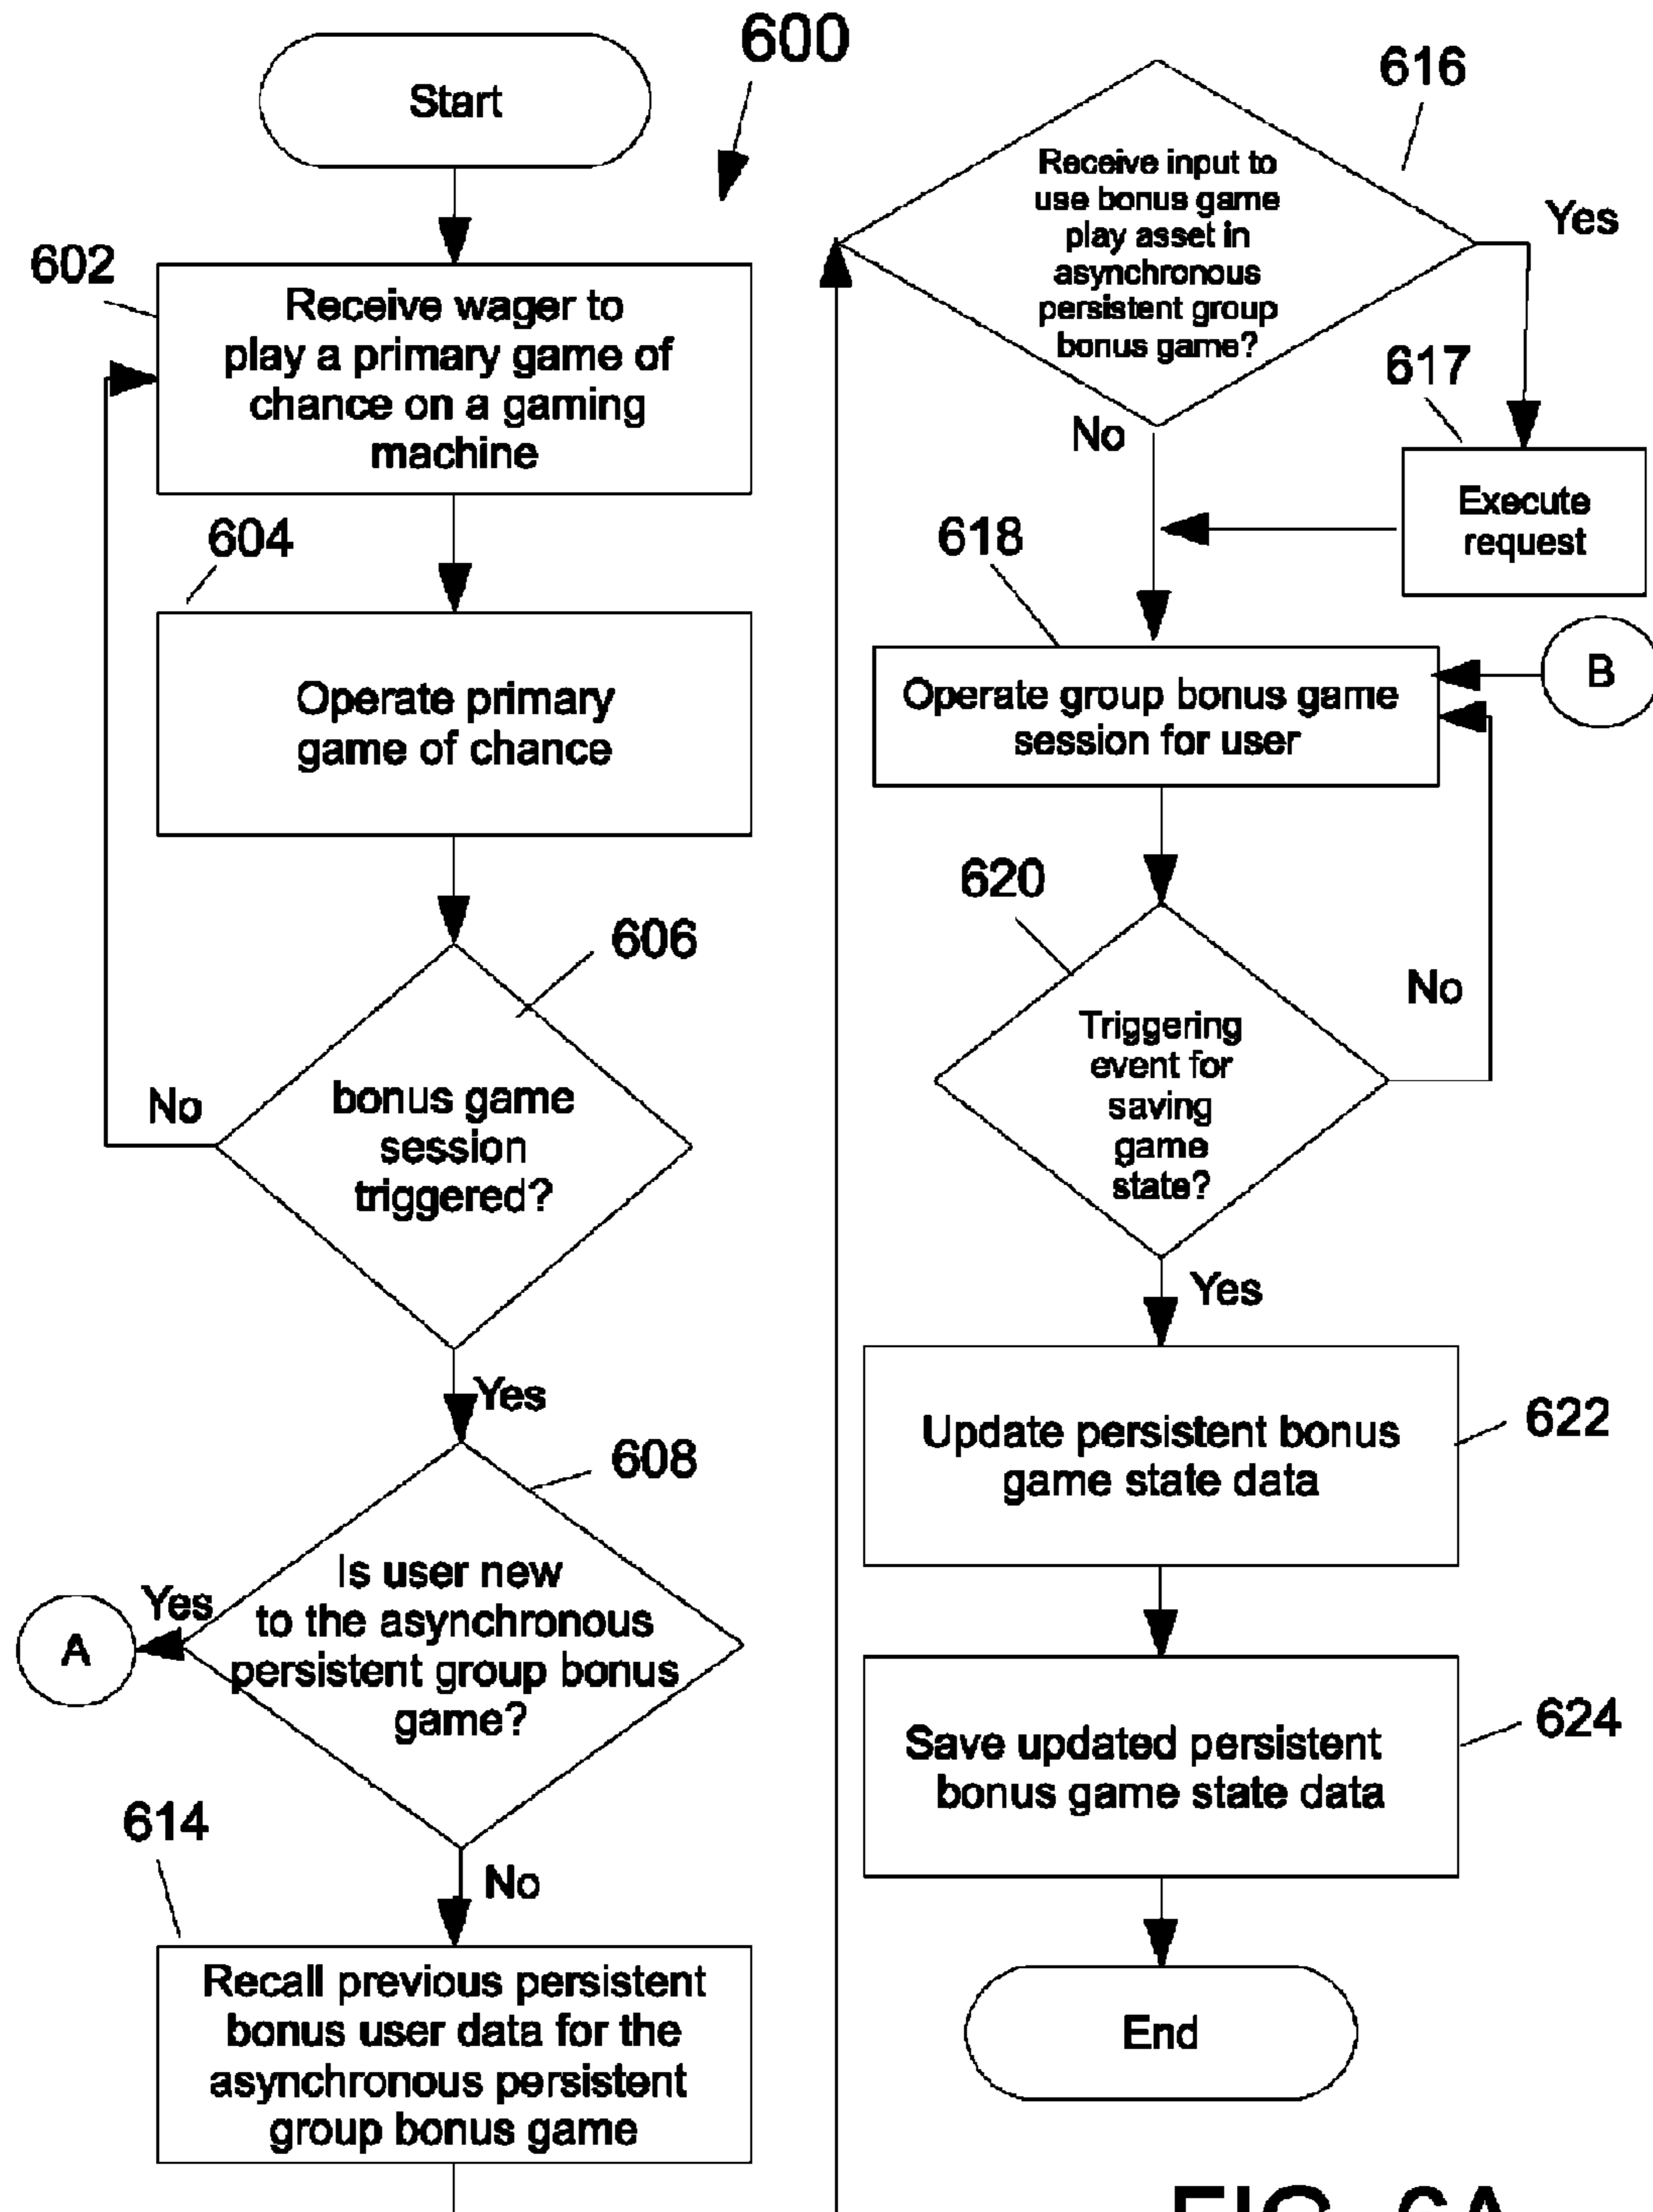 600
Start
602
Receive wager to
play a primary game of
chance on a gaming
machine
604
Operate primary
game of chance
606
bonus game
session
triggered?
No
Yes
608
Is user new
to the asynchronous
persistent group bonus
game?
Yes
A
No
614
Recall previous persistent
bonus user data for the
asynchronous persistent
group bonus game
616
Receive input to
use bonus game
play asset in
asynchronous
persistent group
bonus game?
Yes
No
617
Execute
request
618
Operate group bonus game
session for user
B
620
Triggering
event for
saving
game
state?
No
Yes
622
Update persistent bonus
game state data
624
Save updated persistent
bonus game state data
End
FIG. 6A